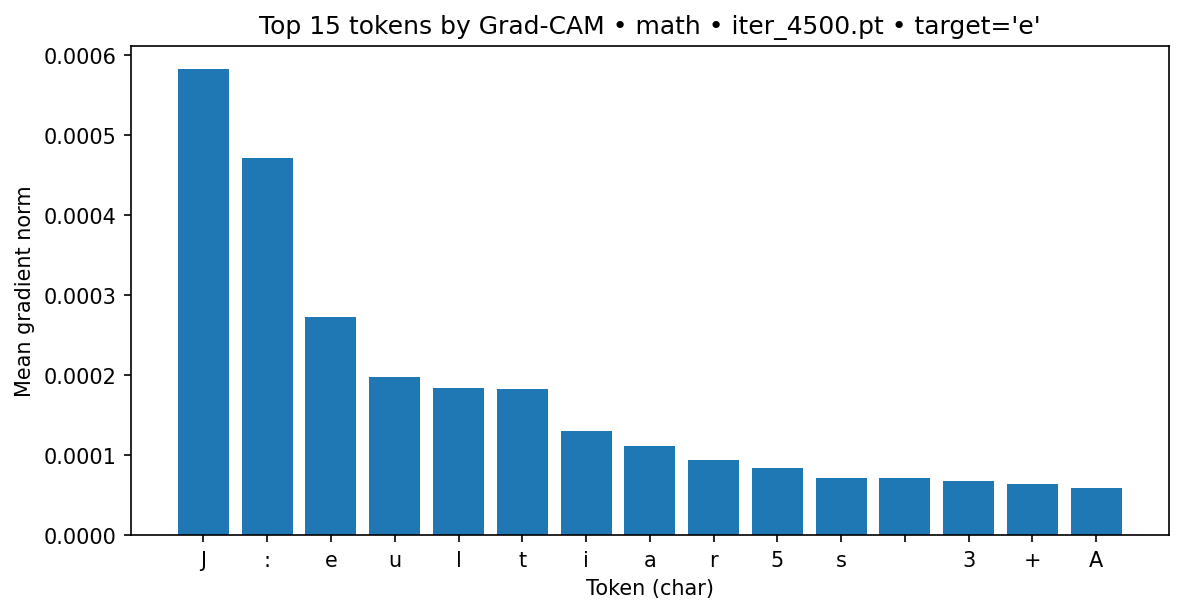 Top 15 tokens by Grad-CAM • math • iter_4500.pt • target='e'
Mean gradient norm
0.0006
0.0005
0.0004
0.0003
0.0002
0.0001
0.0000
J : e u l t i a r 5 s 3 + A
Token (char)